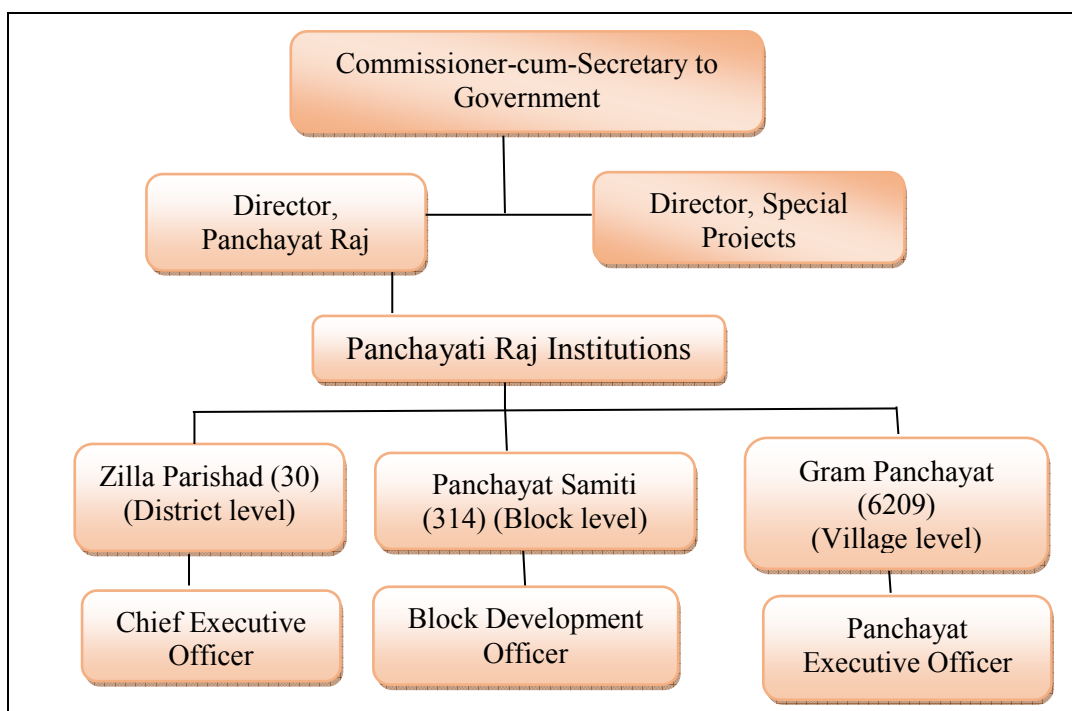 Commissioner-cum-Secretary to
Government
Director,
Panchayat Raj
Director, Special
Projects
Panchayati Raj Institutions
Zilla Parishad (30)
(District level)
Panchayat Samiti
(314) (Block level)
Gram Panchayat
(6209)
(Village level)
Chief Executive
Officer
Block Development
Officer
Panchayat
Executive Officer